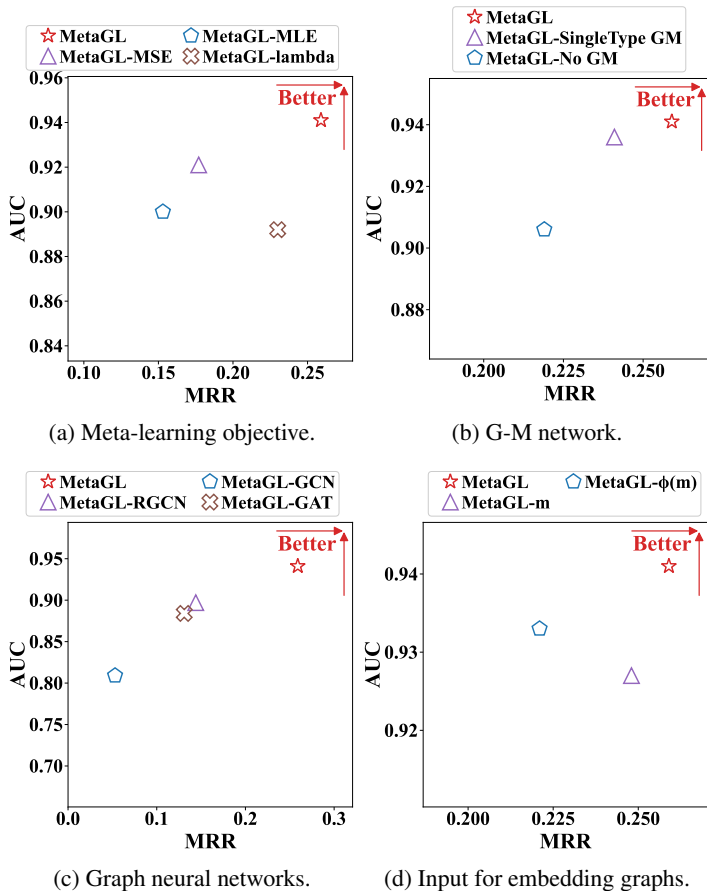 MetaGL MetaGL-MLE
MetaGL-MSE MetaGL-lambda
Better
0.96
0.94
0.92
0.90
0.88
0.86
0.84
AUC
0.10 0.15 0.20 0.25
MRR
(a) Meta-learning objective.
MetaGL
MetaGL-SingleType GM
MetaGL-No GM
Better
0.94
0.92
0.90
0.88
AUC
0.200 0.225 0.250
MRR
(b) G-M network.
MetaGL MetaGL-GCN
MetaGL-RGCN MetaGL-GAT
Better
0.95
0.90
0.85
0.80
0.75
0.70
AUC
0.0 0.1 0.2 0.3
MRR
(c) Graph neural networks.
MetaGL MetaGL-ϕ(m)
MetaGL-m
Better
0.94
0.93
0.92
AUC
0.200 0.225 0.250
MRR
(d) Input for embedding graphs.